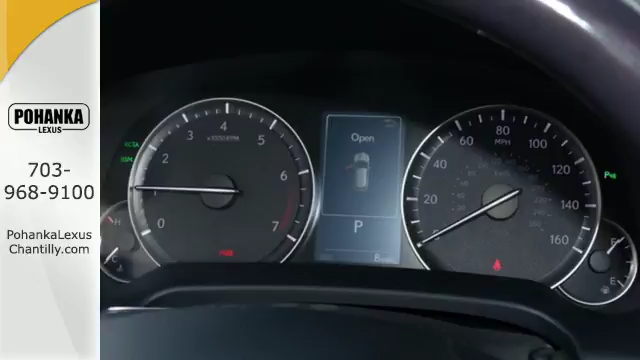 POHANKA
LEXUS
703-
968-9100
PohankaLexus
Chantilly.com
0
1
2
3
4
5
6
7
H
C
Open
P
20
40
60
80
100
120
140
160
MPH
F
E